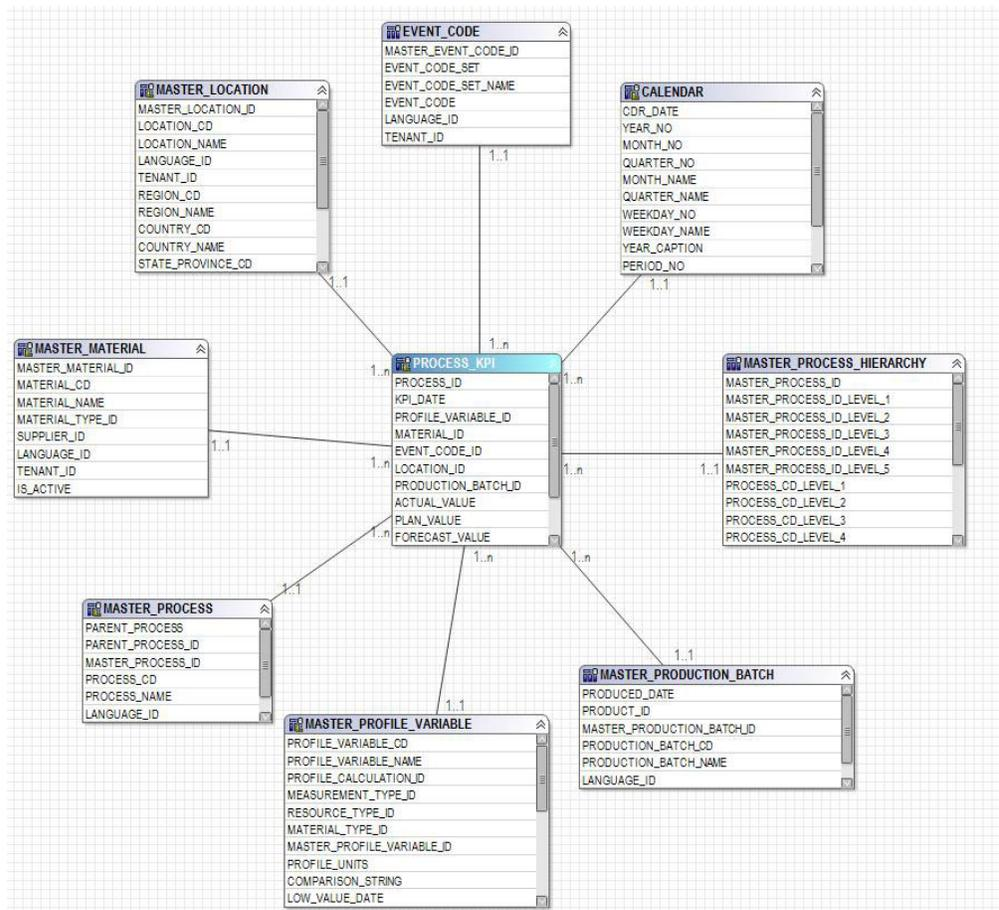 EVENT_CODE
MASTER_EVENT_CODE_ID
EVENT_CODE_SET
EVENT_CODE_SET_NAME
EVENT_CODE
LANGUAGE_ID
TENANT_ID
1..1
MASTER_LOCATION
MASTER_LOCATION_ID
LOCATION_CD
LOCATION_NAME
LANGUAGE_ID
TENANT_ID
REGION_CD
REGION_NAME
COUNTRY_CD
COUNTRY_NAME
STATE_PROVINCE_CD
1..1
CALENDAR
CDR_DATE
YEAR_NO
MONTH_NO
QUARTER_NO
MONTH_NAME
QUARTER_NAME
WEEKDAY_NO
WEEKDAY_NAME
YEAR_CAPTION
PERIOD_NO
1..1
MASTER_MATERIAL
MASTER_MATERIAL_ID
MATERIAL_CD
MATERIAL_NAME
MATERIAL_TYPE_ID
SUPPLIER_ID
LANGUAGE_ID
TENANT_ID
IS_ACTIVE
1..1
1..n
1..n
1..n
1..n
1..n
1..n
1..n
1..n
PROCESS_KPI
PROCESS_ID
KPI_DATE
PROFILE_VARIABLE_ID
MATERIAL_ID
EVENT_CODE_ID
LOCATION_ID
PRODUCTION_BATCH_ID
ACTUAL_VALUE
PLAN_VALUE
FORECAST_VALUE
1..1
MASTER_PROCESS_HIERARCHY
MASTER_PROCESS_ID
MASTER_PROCESS_ID_LEVEL_1
MASTER_PROCESS_ID_LEVEL_2
MASTER_PROCESS_ID_LEVEL_3
MASTER_PROCESS_ID_LEVEL_4
MASTER_PROCESS_ID_LEVEL_5
PROCESS_CD_LEVEL_1
PROCESS_CD_LEVEL_2
PROCESS_CD_LEVEL_3
PROCESS_CD_LEVEL_4
1..1
MASTER_PROCESS
PARENT_PROCESS
PARENT_PROCESS_ID
MASTER_PROCESS_ID
PROCESS_CD
PROCESS_NAME
LANGUAGE_ID
1..1
MASTER_PROFILE_VARIABLE
PROFILE_VARIABLE_CD
PROFILE_VARIABLE_NAME
PROFILE_CALCULATION_ID
MEASUREMENT_TYPE_ID
RESOURCE_TYPE_ID
MATERIAL_TYPE_ID
MASTER_PROFILE_VARIABLE_ID
PROFILE_UNITS
COMPARISON_STRING
LOW_VALUE_DATE
1..1
MASTER_PRODUCTION_BATCH
PRODUCED_DATE
PRODUCT_ID
MASTER_PRODUCTION_BATCH_ID
PRODUCTION_BATCH_CD
PRODUCTION_BATCH_NAME
LANGUAGE_ID